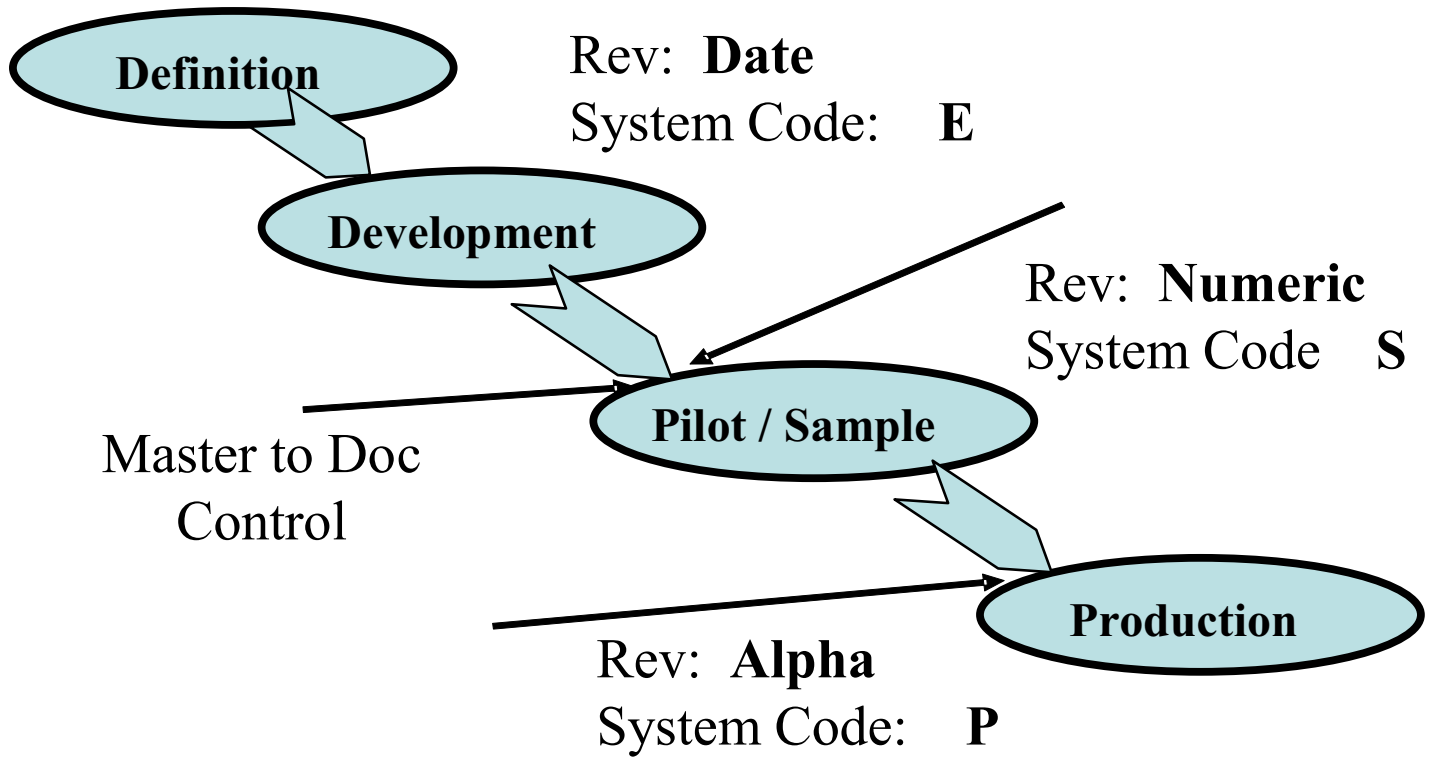 Definition
Rev: Date
System Code: E
Development
Rev: Numeric
System Code S
Pilot / Sample
Master to Doc
Control
Production
Rev: Alpha
System Code: P